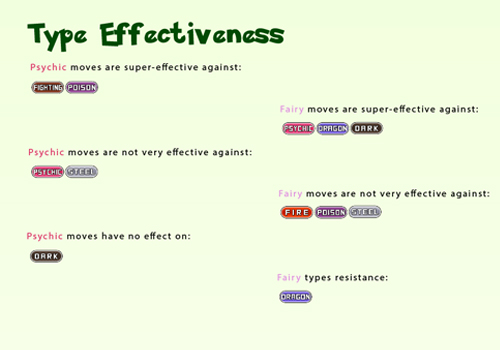 Type Effectiveness
Psychic moves are super-effective against:
FIGHTING POISON
Fairy moves are super-effective against:
PSYCHIC DRAGON DARK
Psychic moves are not very effective against:
PSYCHIC STEEL
Fairy moves are not very effective against:
FIRE POISON STEEL
Psychic moves have no effect on:
DARK
Fairy types resistance:
DRAGON